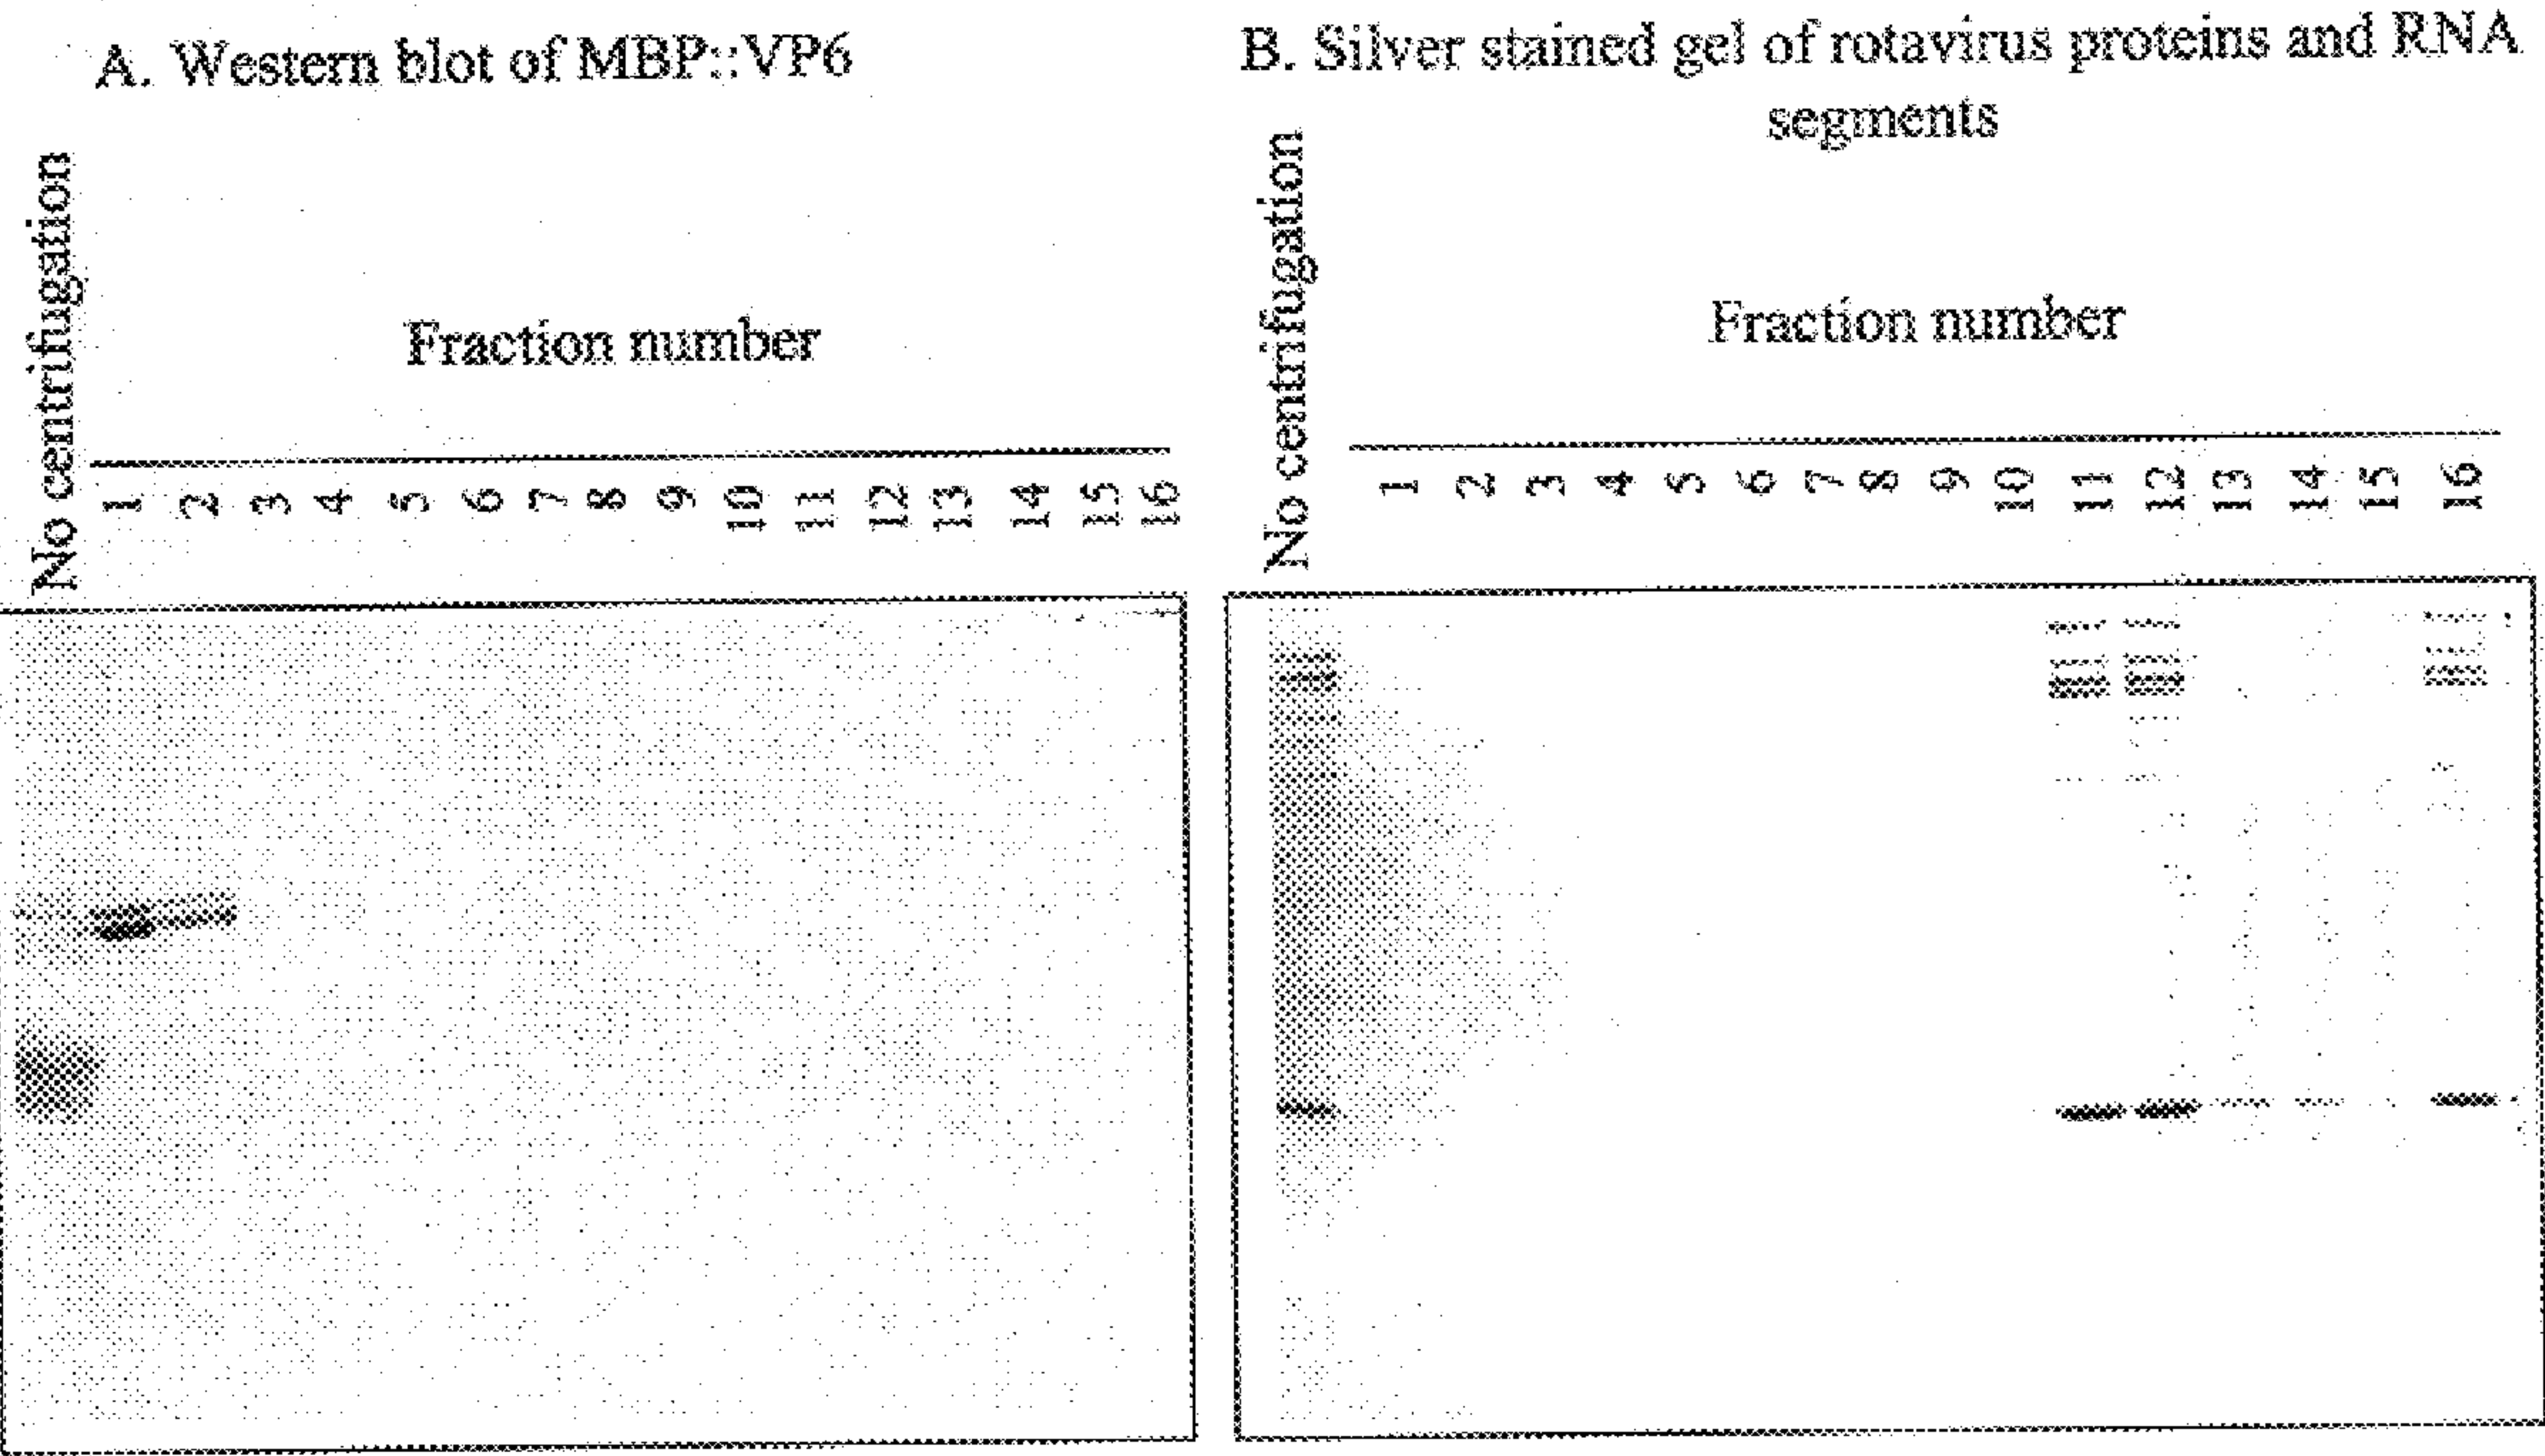 A. Western blot of MBP::VP6
No centrifugation
Fraction number
1 2 3 4 5 6 7 8 9 10 11 12 13 14 15 16
B. Silver stained gel of rotavirus proteins and RNA
segments
No centrifugation
Fraction number
1 2 3 4 5 6 7 8 9 10 11 12 13 14 15 16